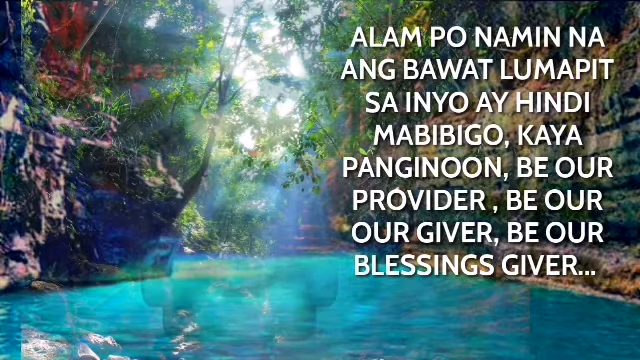 ALAM PO NAMIN NA
ANG BAWAT LUMAPIT
SA INYO AY HINDI
MABIBIGO, KAYA
PANGINOON, BE OUR
PROVIDER , BE OUR
OUR GIVER, BE OUR
BLESSINGS GIVER...